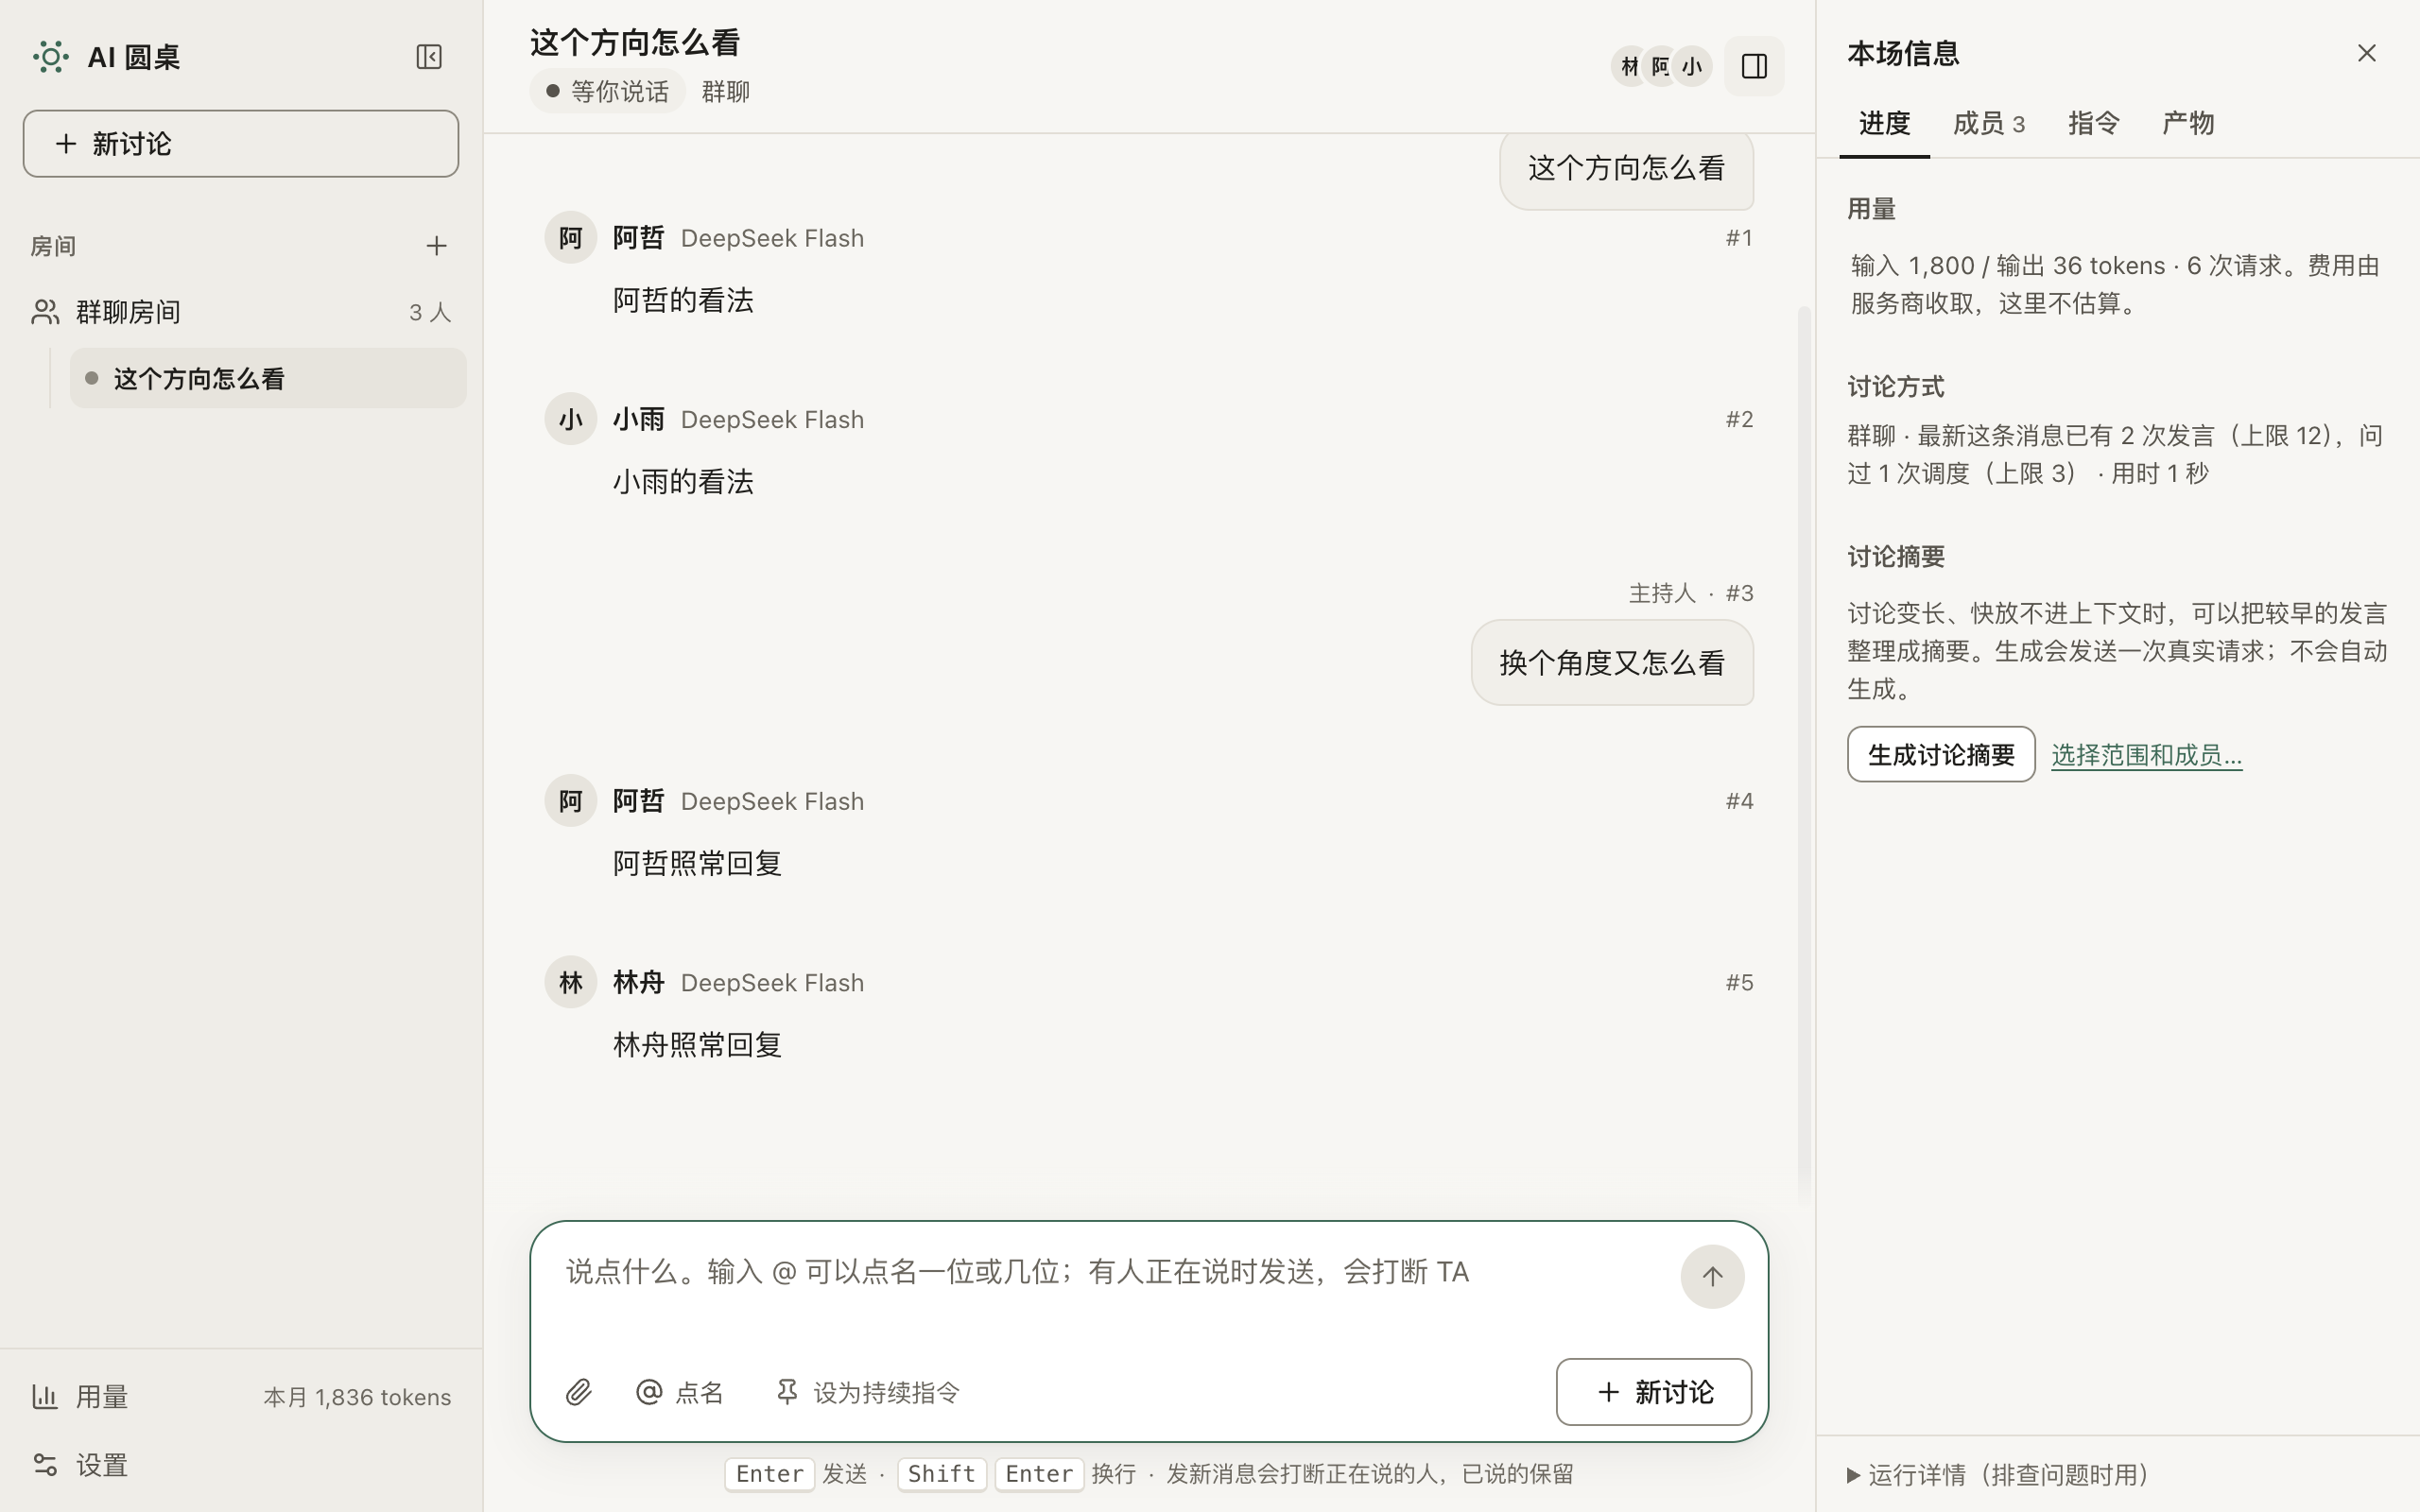 AI 圆桌
新讨论
房间
群聊房间 3 人
这个方向怎么看
用量 本月 1,836 tokens
设置
这个方向怎么看
等你说话 群聊
林 阿 小
这个方向怎么看
阿 阿哲 DeepSeek Flash #1
阿哲的看法
小 小雨 DeepSeek Flash #2
小雨的看法
主持人 · #3
换个角度又怎么看
阿 阿哲 DeepSeek Flash #4
阿哲照常回复
林 林舟 DeepSeek Flash #5
林舟照常回复
说点什么。输入 @ 可以点名一位或几位；有人正在说时发送，会打断 TA
点名 设为持续指令 新讨论
Enter 发送 · Shift Enter 换行 · 发新消息会打断正在说的人，已说的保留
本场信息
进度 成员 3 指令 产物
用量
输入 1,800 / 输出 36 tokens · 6 次请求。费用由
服务商收取，这里不估算。
讨论方式
群聊 · 最新这条消息已有 2 次发言（上限 12），问
过 1 次调度（上限 3） · 用时 1 秒
讨论摘要
讨论变长、快放不进上下文时，可以把较早的发言
整理成摘要。生成会发送一次真实请求；不会自动
生成。
生成讨论摘要 选择范围和成员...
运行详情（排查问题时用）